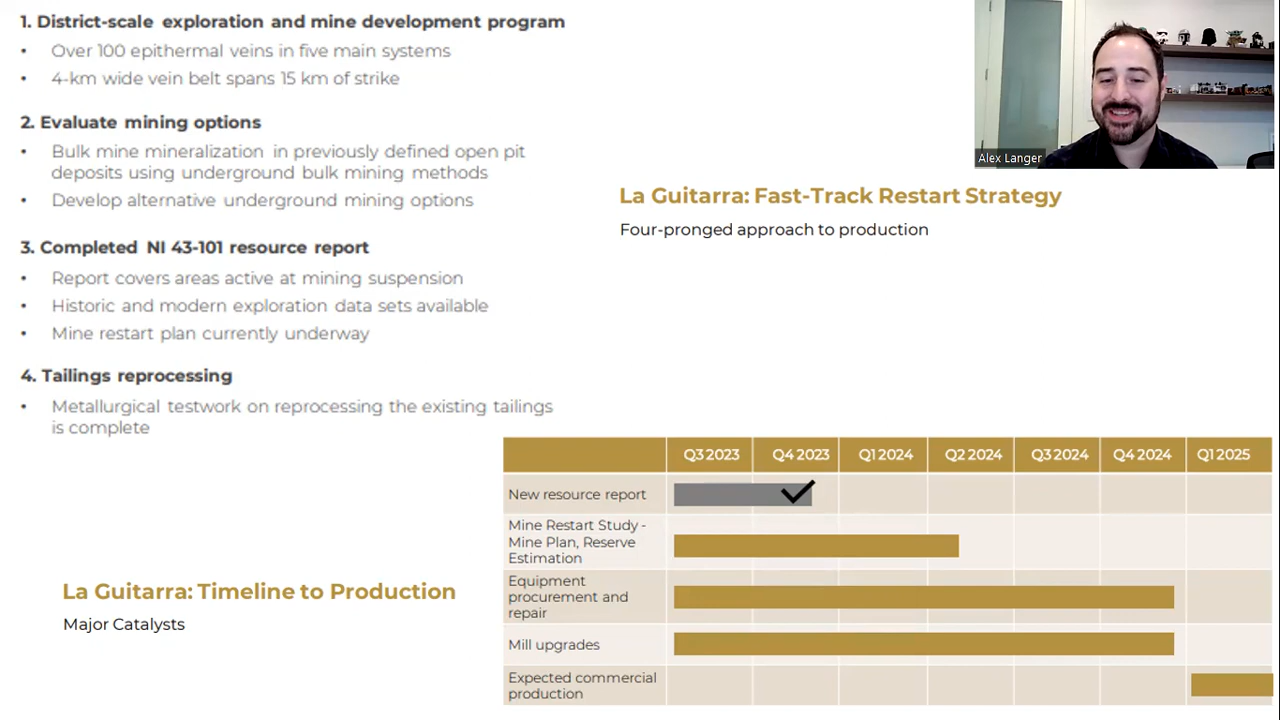 1. District-scale exploration and mine development program
• Over 100 epithermal veins in five main systems
• 4-km wide vein belt spans 15 km of strike
2. Evaluate mining options
• Bulk mine mineralization in previously defined open pit
deposits using underground bulk mining methods
• Develop alternative underground mining options
3. Completed NI 43-101 resource report
• Report covers areas active at mining suspension
• Historic and modern exploration data sets available
• Mine restart plan currently underway
4. Tailings reprocessing
• Metallurgical testwork on reprocessing the existing tailings
is complete
Alex Langer
La Guitarra: Fast-Track Restart Strategy
Four-pronged approach to production
La Guitarra: Timeline to Production
Major Catalysts
Q3 2023 Q4 2023 Q1 2024 Q2 2024 Q3 2024 Q4 2024 Q1 2025
New resource report
Mine Restart Study -
Mine Plan, Reserve
Estimation
Equipment
procurement and
repair
Mill upgrades
Expected commercial
production